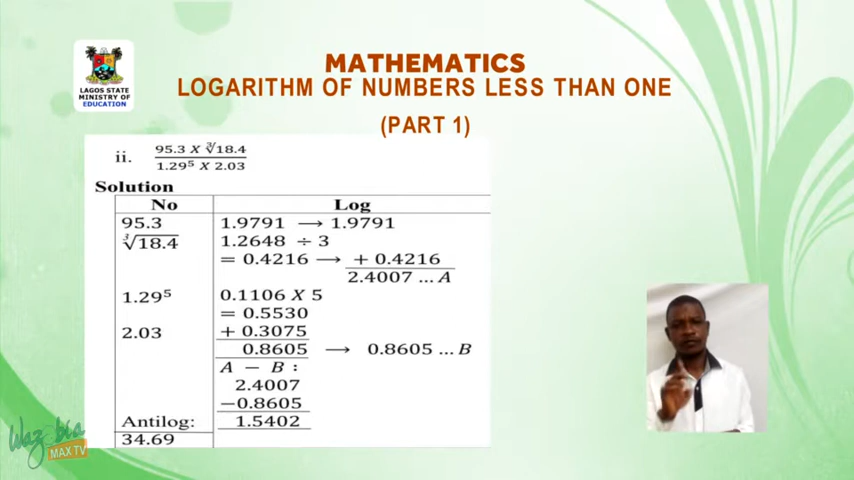 MATHEMATICS
LOGARITHM OF NUMBERS LESS THAN ONE
(PART 1)
LAGOS STATE
MINISTRY OF
EDUCATION
ii. 95.3 X ∛18.4
1.29⁵ X 2.03
Solution
No Log
95.3 1.9791 → 1.9791
∛18.4 1.2648 ÷ 3
= 0.4216 → + 0.4216
2.4007 ... A
1.29⁵ 0.1106 X 5
= 0.5530
2.03 + 0.3075
0.8605 → 0.8605 ... B
A − B :
2.4007
−0.8605
Antilog: 1.5402
34.69
Wazobia
MAX TV